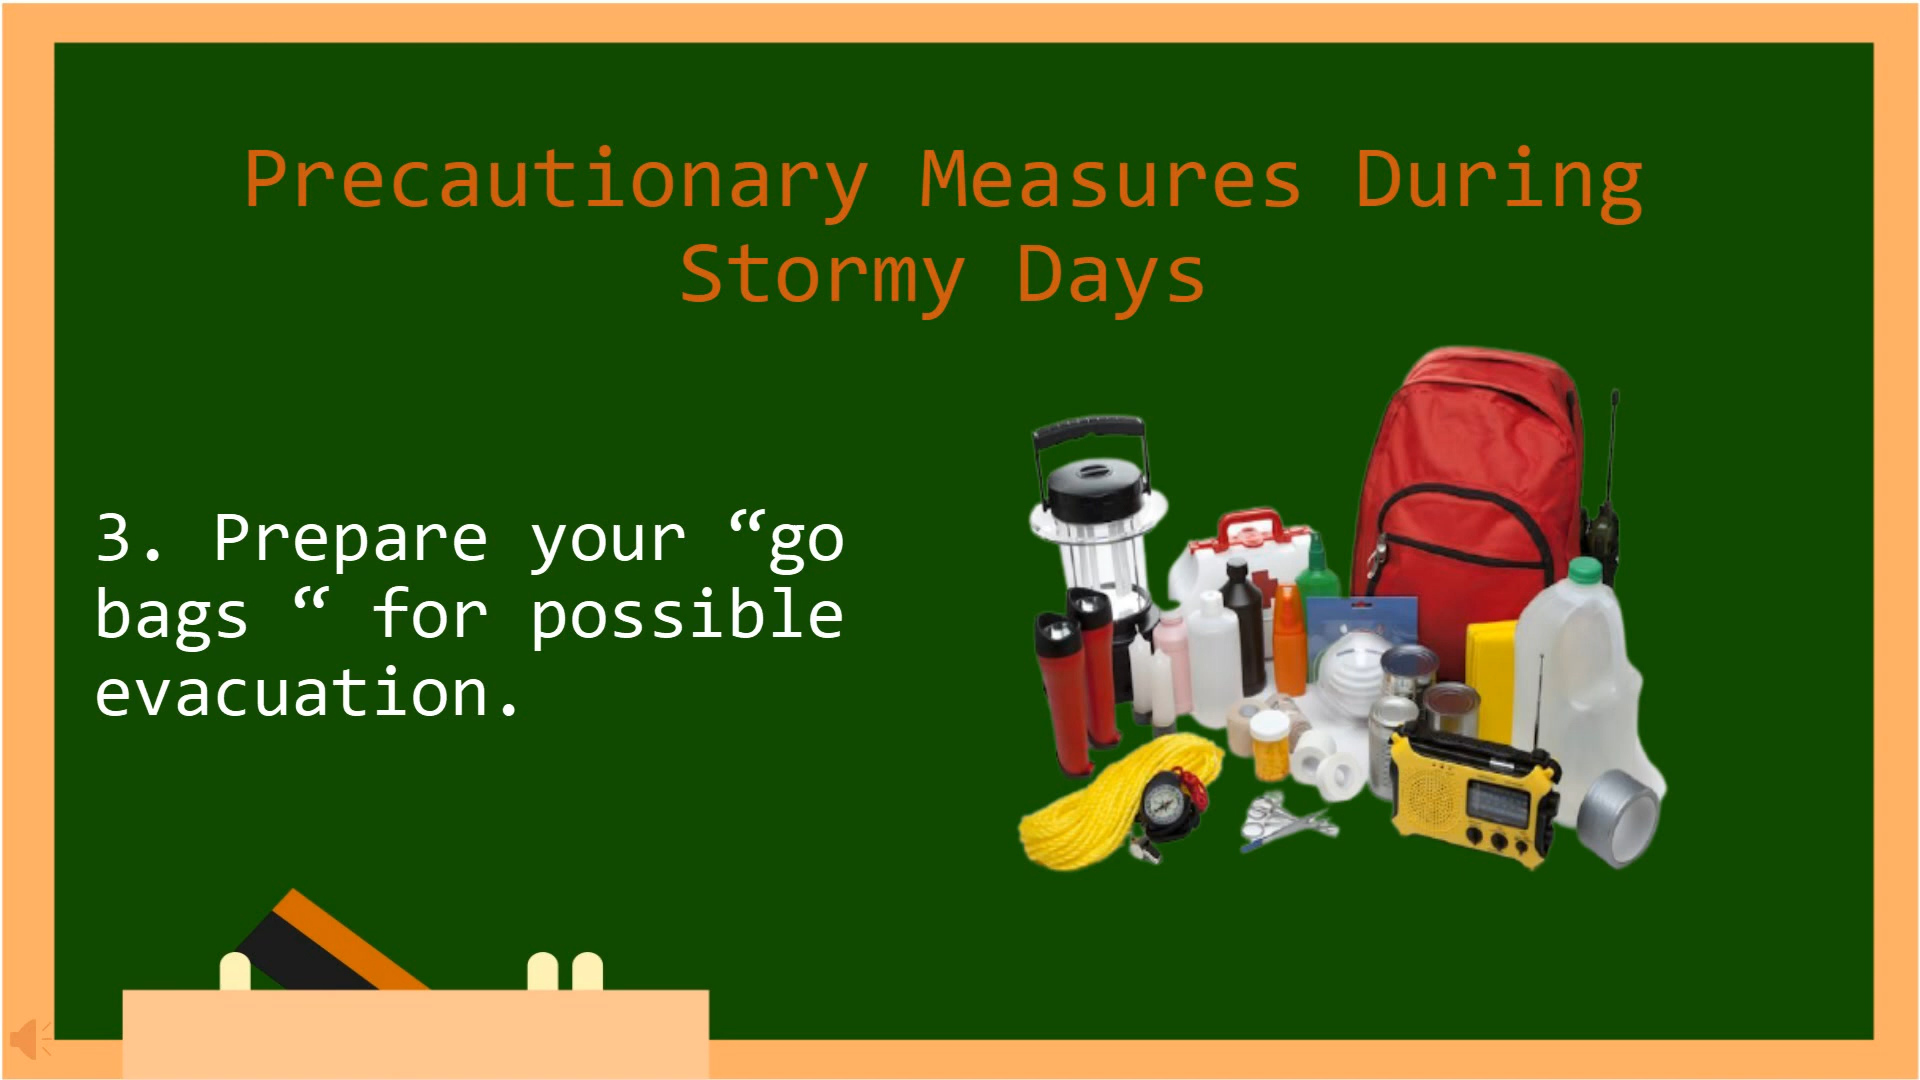 Precautionary Measures During
Stormy Days
3. Prepare your “go
bags “ for possible
evacuation.